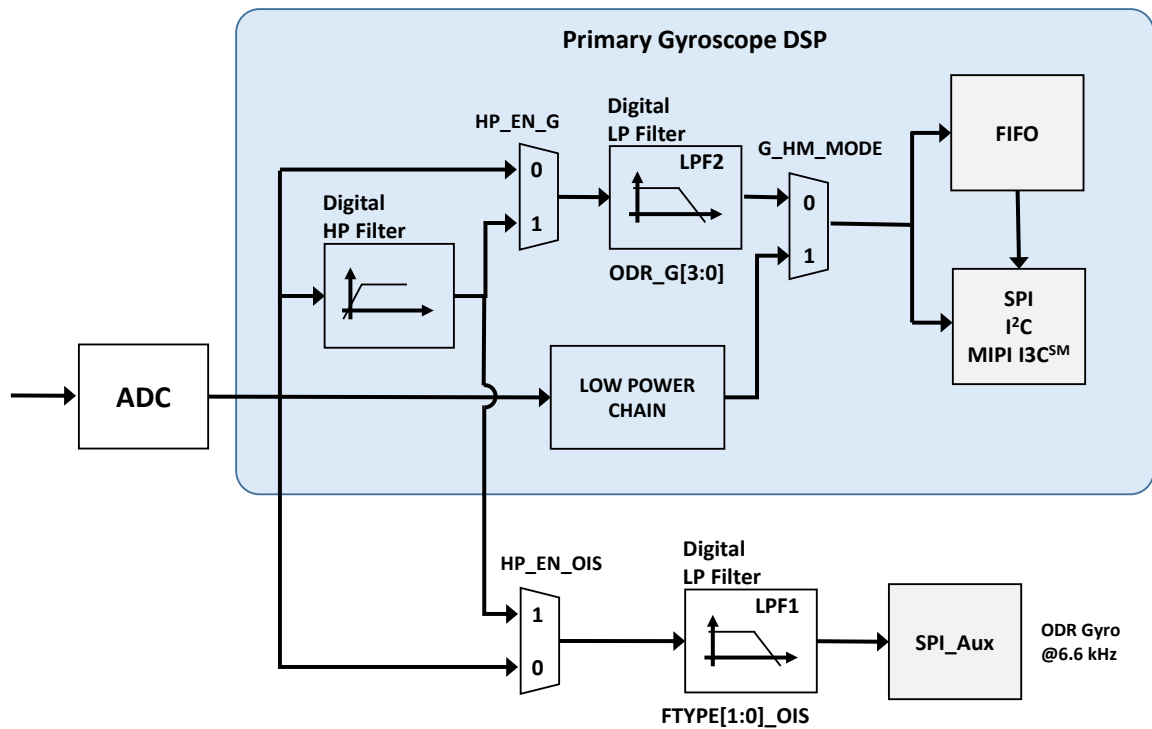 Primary Gyroscope DSP
HP_EN_G
0
1
Digital
LP Filter
LPF2
ODR_G[3:0]
G_HM_MODE
0
1
FIFO
SPI
I²C
MIPI I3Cˢᴹ
Digital
HP Filter
ADC
LOW POWER
CHAIN
HP_EN_OIS
1
0
Digital
LP Filter
LPF1
FTYPE[1:0]_OIS
SPI_Aux
ODR Gyro
@6.6 kHz